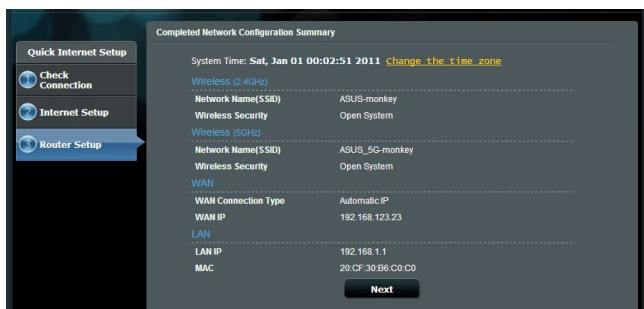 Completed Network Configuration Summary
Quick Internet Setup
1 Check Connection
2 Internet Setup
3 Router Setup
System Time: Sat, Jan 01 00:02:51 2011 Change the time zone
Wireless (2.4GHz)
Network Name(SSID) ASUS-monkey
Wireless Security Open System
Wireless (5GHz)
Network Name(SSID) ASUS_5G-monkey
Wireless Security Open System
WAN
WAN Connection Type Automatic IP
WAN IP 192.168.123.23
LAN
LAN IP 192.168.1.1
MAC 20:CF:30:B6:C0:C0
Next